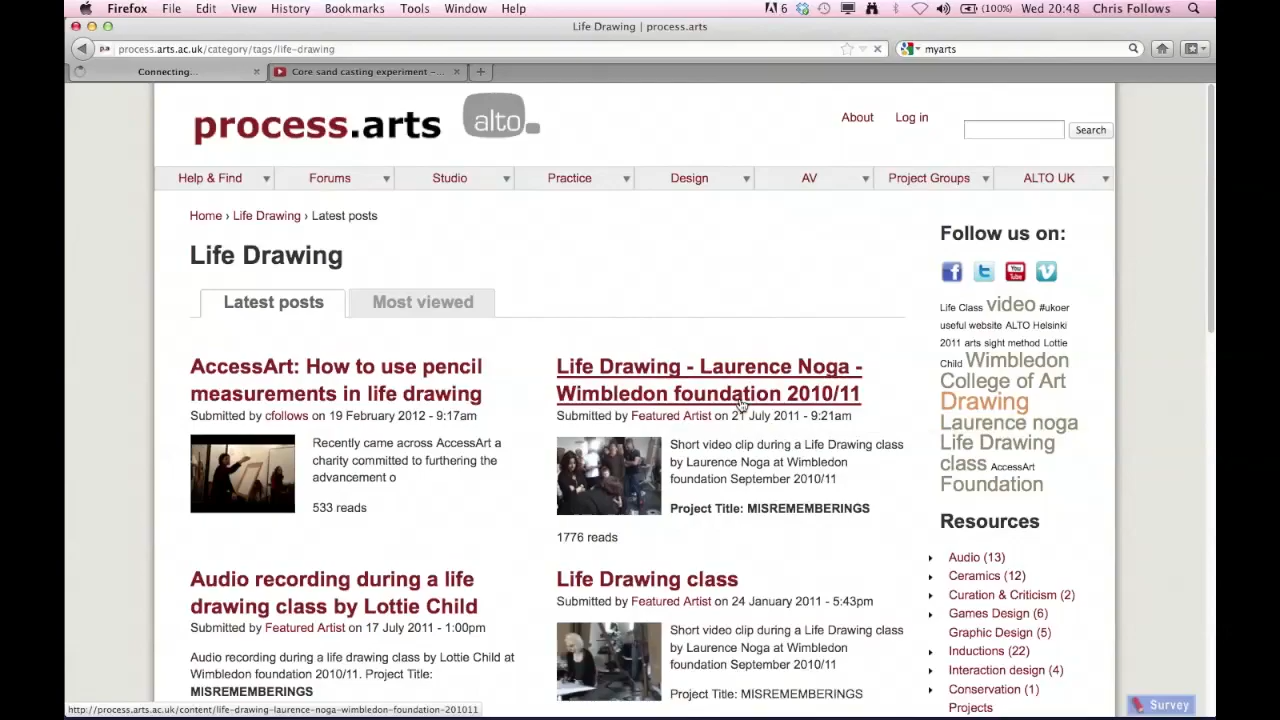 Firefox File Edit View History Bookmarks Tools Window Help 6 (100%) Wed 20:48 Chris Follows
Life Drawing | process.arts
process.arts.ac.uk/category/tags/life-drawing myarts
Connecting... Core sand casting experiment – ...
process.arts alto
About Log in Search
Help & Find Forums Studio Practice Design AV Project Groups ALTO UK
Home › Life Drawing › Latest posts
Life Drawing
Latest posts Most viewed
AccessArt: How to use pencil
measurements in life drawing
Submitted by cfollows on 19 February 2012 - 9:17am
Recently came across AccessArt a
charity committed to furthering the
advancement o
533 reads
Life Drawing - Laurence Noga -
Wimbledon foundation 2010/11
Submitted by Featured Artist on 21 July 2011 - 9:21am
Short video clip during a Life Drawing class
by Laurence Noga at Wimbledon
foundation September 2010/11
Project Title: MISREMEMBERINGS
1776 reads
Audio recording during a life
drawing class by Lottie Child
Submitted by Featured Artist on 17 July 2011 - 1:00pm
Audio recording during a life drawing class by Lottie Child at
Wimbledon foundation 2010/11. Project Title:
MISREMEMBERINGS
Life Drawing class
Submitted by Featured Artist on 24 January 2011 - 5:43pm
Short video clip during a Life Drawing class
by Laurence Noga at Wimbledon
foundation September 2010/11
Project Title: MISREMEMBERINGS
Follow us on:
Life Class video #ukoer
useful website ALTO Helsinki
2011 arts sight method Lottie
Child Wimbledon
College of Art
Drawing
Laurence noga
Life Drawing
class AccessArt
Foundation
Resources
Audio (13)
Ceramics (12)
Curation & Criticism (2)
Games Design (6)
Graphic Design (5)
Inductions (22)
Interaction design (4)
Conservation (1)
Projects
Survey
http://process.arts.ac.uk/content/life-drawing-laurence-noga-wimbledon-foundation-201011